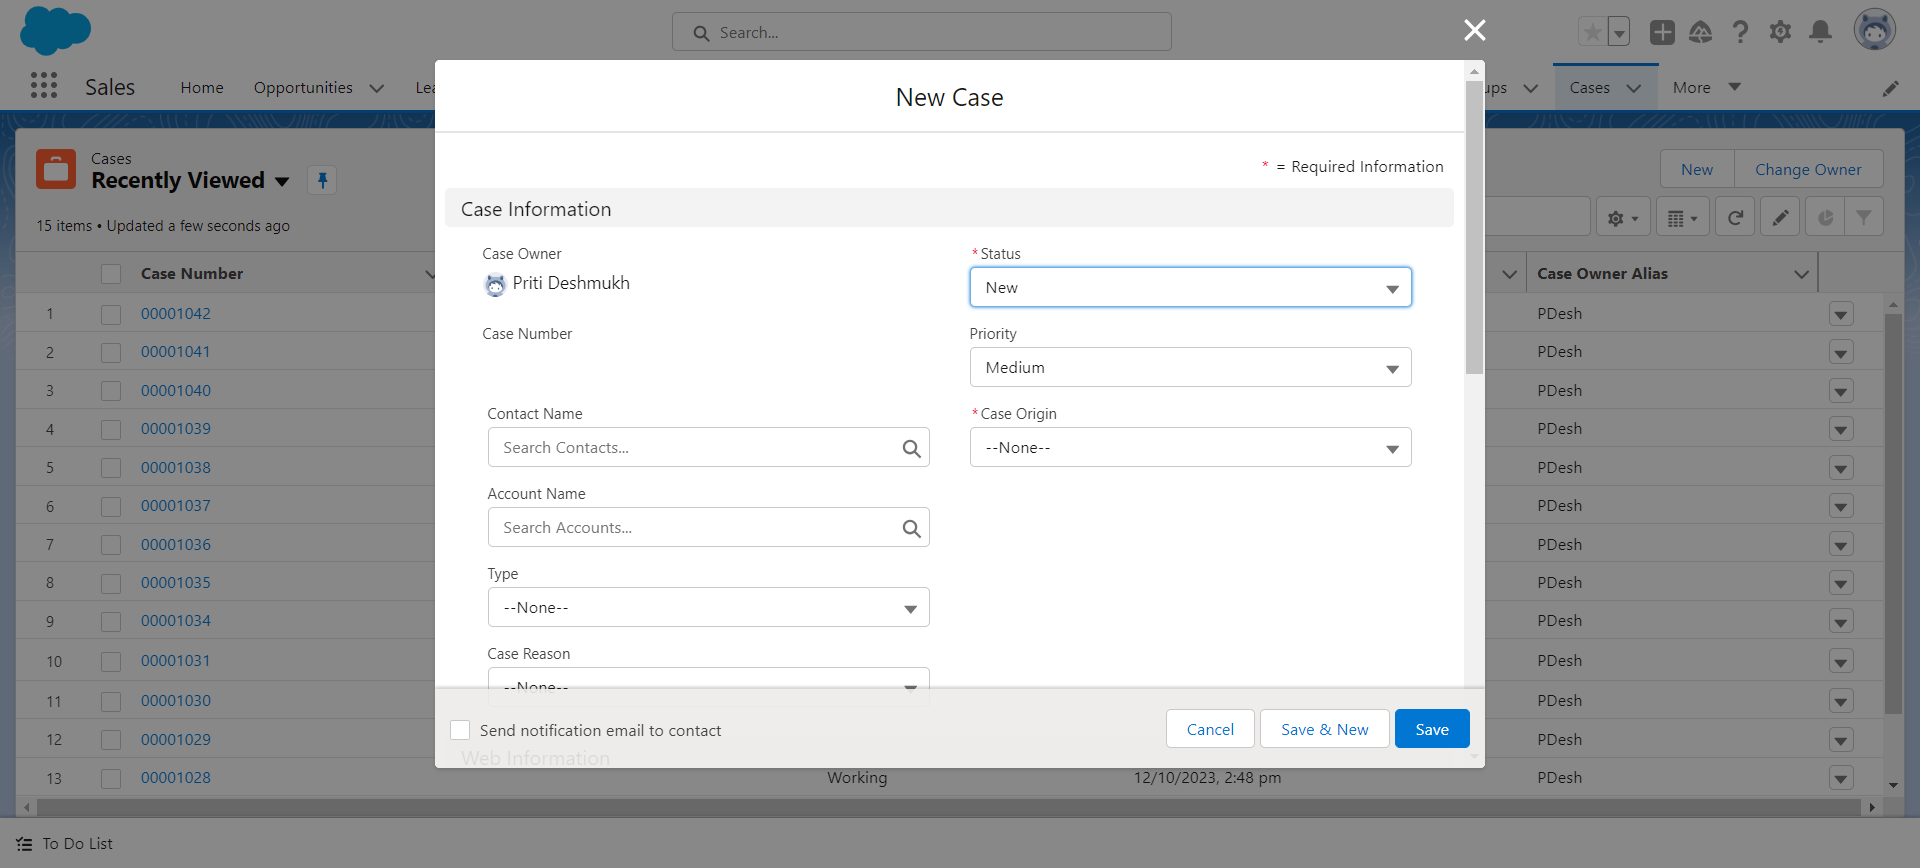 Search...
Sales
Home
Opportunities
Cases
More
New Case
* = Required Information
Cases
Recently Viewed
15 items • Updated a few seconds ago
New
Change Owner
Case Information
Case Owner
Priti Deshmukh
*Status
New
Case Number
Priority
Medium
Contact Name
Search Contacts...
*Case Origin
--None--
Account Name
Search Accounts...
Type
--None--
Case Reason
--None--
Send notification email to contact
Cancel
Save & New
Save
Web Information
Case Number
Case Owner Alias
1 00001042 PDesh
2 00001041 PDesh
3 00001040 PDesh
4 00001039 PDesh
5 00001038 PDesh
6 00001037 PDesh
7 00001036 PDesh
8 00001035 PDesh
9 00001034 PDesh
10 00001031 PDesh
11 00001030 PDesh
12 00001029 PDesh
13 00001028 Working 12/10/2023, 2:48 pm PDesh
To Do List